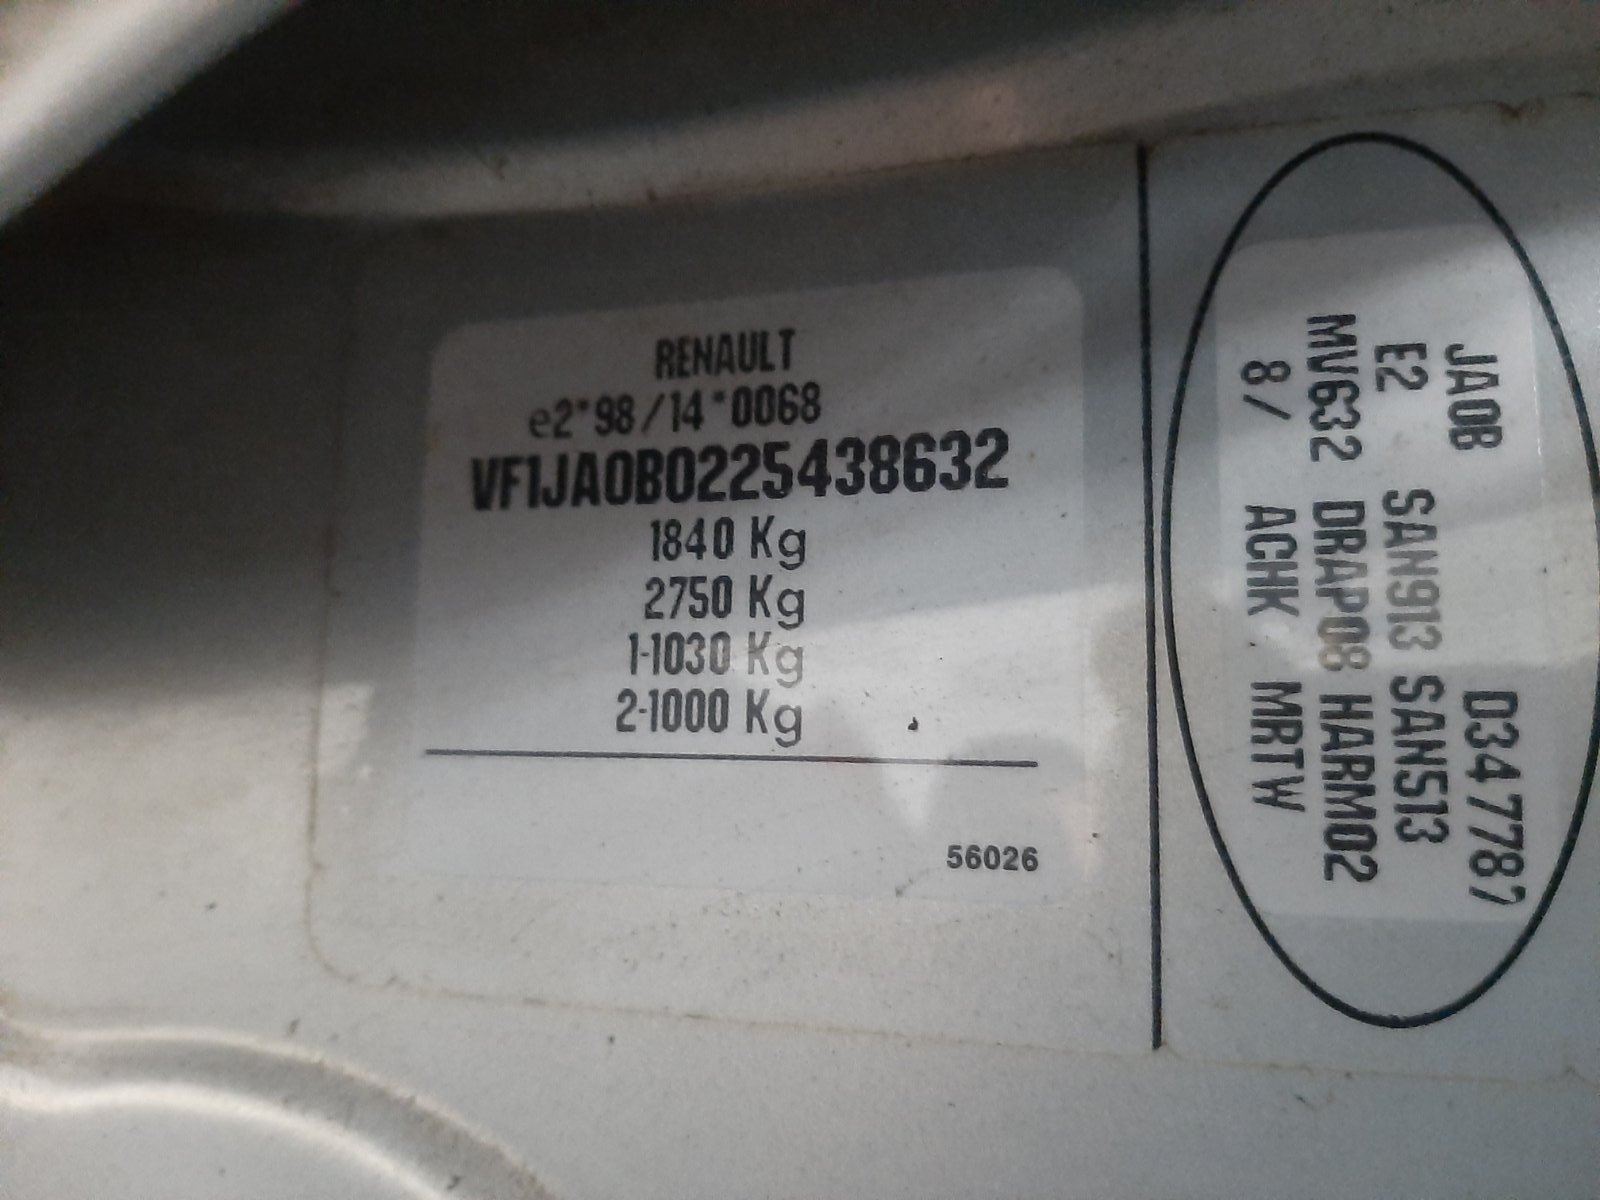 RENAULT
e2*98/14*0068
VF1JA0B0225438632
1840 Kg
2750 Kg
1-1030 Kg
2-1000 Kg
56026
JA0B D347787
E2 SAN913 SAN513
MV632 DRAP08 HARM02
8/ ACHK MRTW